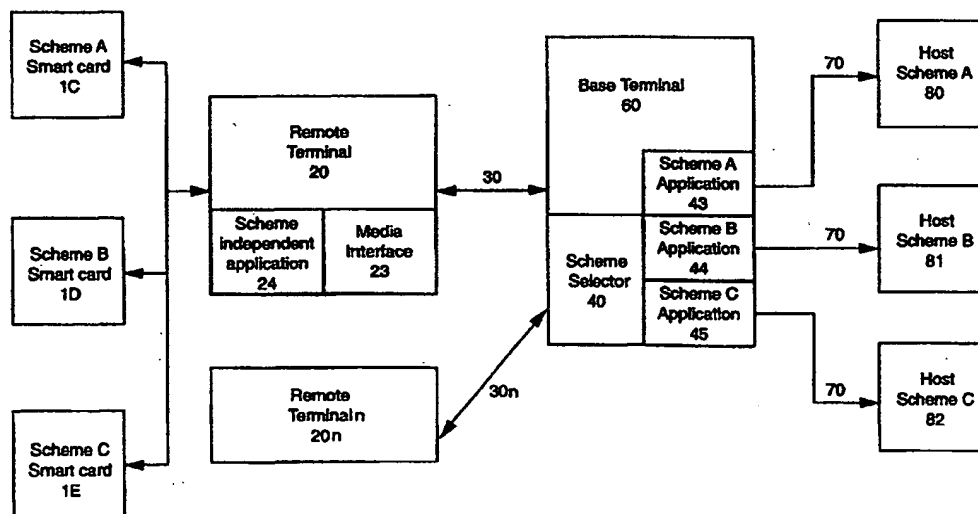 Scheme A
Smart card
1C
Scheme B
Smart card
1D
Scheme C
Smart card
1E
Remote
Terminal
20
Scheme
independent
application
24
Media
Interface
23
Remote
Terminaln
20n
30
30n
Base Terminal
60
Scheme
Selector
40
Scheme A
Application
43
Scheme B
Application
44
Scheme C
Application
45
70
70
70
Host
Scheme A
80
Host
Scheme B
81
Host
Scheme C
82